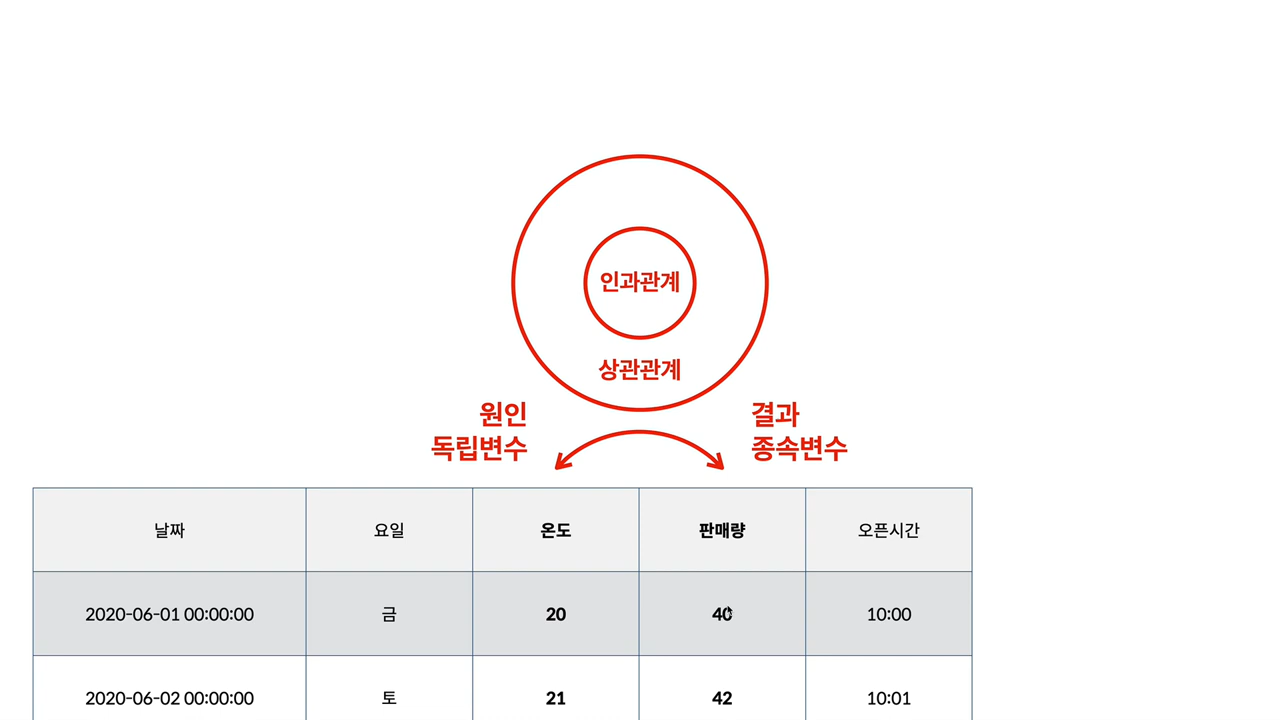 인과관계
상관관계
원인
독립변수
결과
종속변수
날짜 요일 온도 판매량 오픈시간
2020-06-01 00:00:00 금 20 40 10:00
2020-06-02 00:00:00 토 21 42 10:01